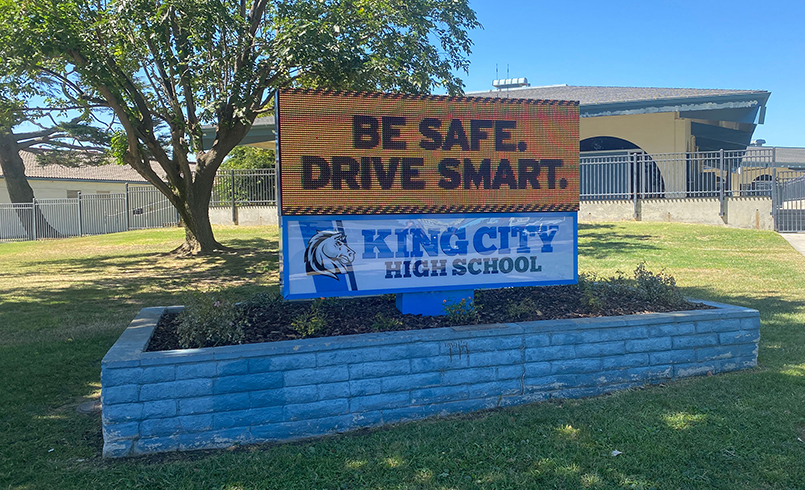 BE SAFE.
DRIVE SMART.
KING CITY
HIGH SCHOOL